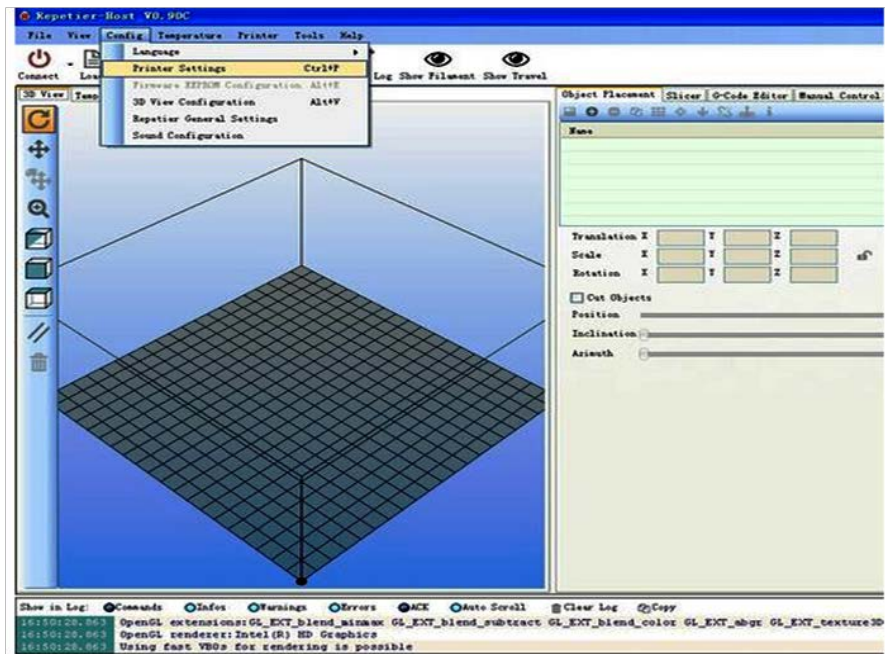 Repetier-Host V0.90C
File View Config Temperature Printer Tools Help
Language
Printer Settings Ctrl+P
Firmware EEPROM Configuration Alt+E
3D View Configuration Alt+V
Repetier General Settings
Sound Configuration
Connect Loa Log Show Filament Show Travel
3D View Temp
Object Placement Slicer G-Code Editor Manual Control
Name
Translation X Y Z
Scale X Y Z
Rotation X Y Z
Cut Objects
Position
Inclination
Azimuth
Show in Log: Commands Infos Warnings Errors ACK Auto Scroll Clear Log Copy
16:50:28.863 OpenGL extensions:GL_EXT_blend_minmax GL_EXT_blend_subtract GL_EXT_blend_color GL_EXT_abgr GL_EXT_texture3D
16:50:28.863 OpenGL renderer:Intel(R) HD Graphics
16:50:28.863 Using fast VBOs for rendering is possible